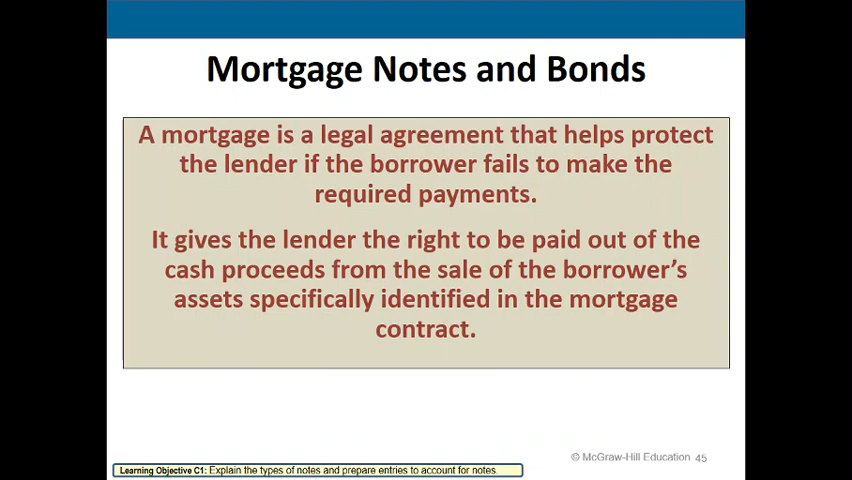 Mortgage Notes and Bonds
A mortgage is a legal agreement that helps protect
the lender if the borrower fails to make the
required payments.
It gives the lender the right to be paid out of the
cash proceeds from the sale of the borrower’s
assets specifically identified in the mortgage
contract.
© McGraw-Hill Education 45
Learning Objective C1: Explain the types of notes and prepare entries to account for notes.